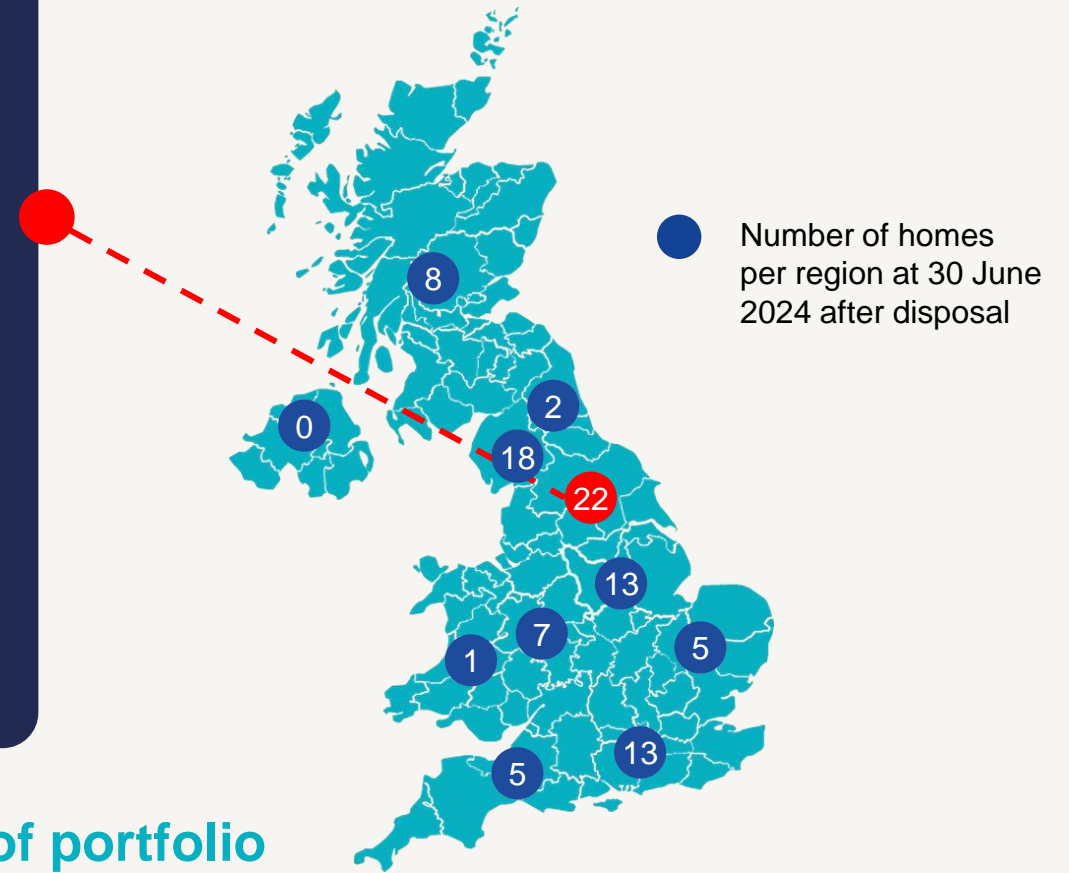 8
Number of homes
per region at 30 June
2024 after disposal
2
0
18
22
13
7
5
1
13
5
of portfolio